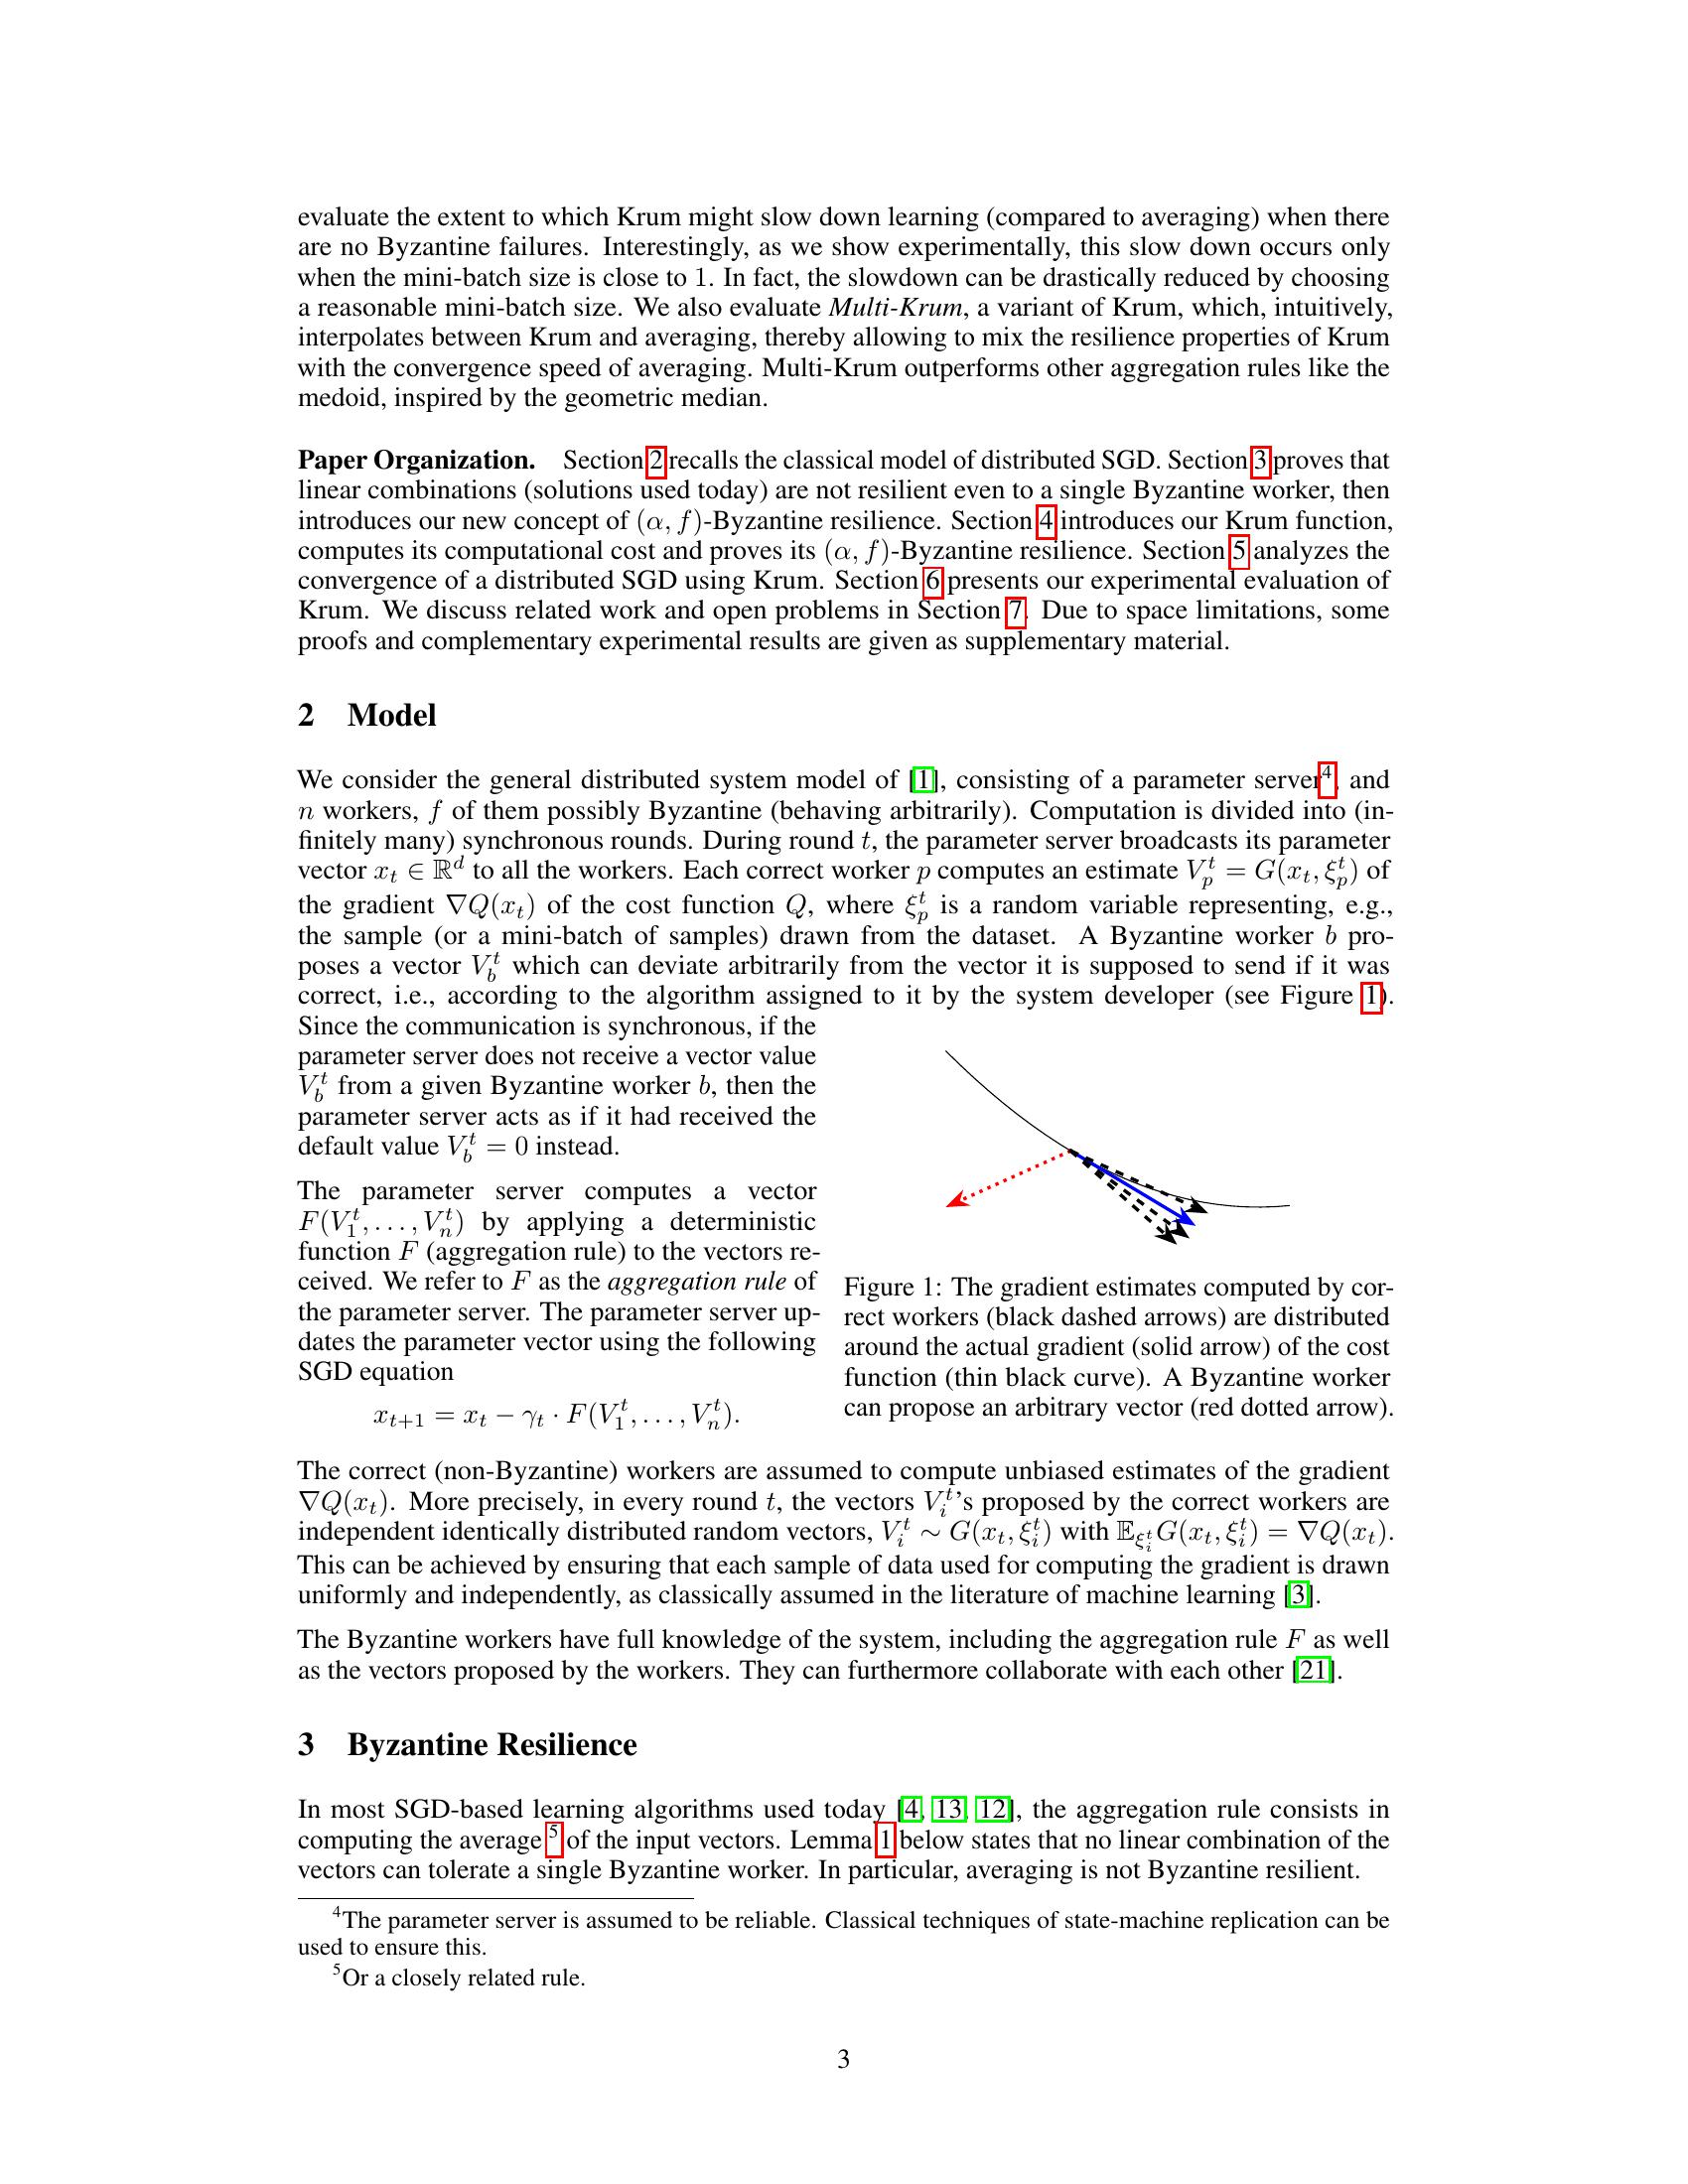 evaluate the extent to which Krum might slow down learning (compared to averaging) when there
are no Byzantine failures. Interestingly, as we show experimentally, this slow down occurs only
when the mini-batch size is close to 1. In fact, the slowdown can be drastically reduced by choosing
a reasonable mini-batch size. We also evaluate Multi-Krum, a variant of Krum, which, intuitively,
interpolates between Krum and averaging, thereby allowing to mix the resilience properties of Krum
with the convergence speed of averaging. Multi-Krum outperforms other aggregation rules like the
medoid, inspired by the geometric median.
Paper Organization. Section 2 recalls the classical model of distributed SGD. Section 3 proves that
linear combinations (solutions used today) are not resilient even to a single Byzantine worker, then
introduces our new concept of (α, f)-Byzantine resilience. Section 4 introduces our Krum function,
computes its computational cost and proves its (α, f)-Byzantine resilience. Section 5 analyzes the
convergence of a distributed SGD using Krum. Section 6 presents our experimental evaluation of
Krum. We discuss related work and open problems in Section 7. Due to space limitations, some
proofs and complementary experimental results are given as supplementary material.
2 Model
We consider the general distributed system model of [1], consisting of a parameter server⁴, and
n workers, f of them possibly Byzantine (behaving arbitrarily). Computation is divided into (in-
finitely many) synchronous rounds. During round t, the parameter server broadcasts its parameter
vector x_t ∈ ℝ^d to all the workers. Each correct worker p computes an estimate V_p^t = G(x_t, ξ_p^t) of
the gradient ∇Q(x_t) of the cost function Q, where ξ_p^t is a random variable representing, e.g.,
the sample (or a mini-batch of samples) drawn from the dataset. A Byzantine worker b pro-
poses a vector V_b^t which can deviate arbitrarily from the vector it is supposed to send if it was
correct, i.e., according to the algorithm assigned to it by the system developer (see Figure 1).
Since the communication is synchronous, if the
parameter server does not receive a vector value
V_b^t from a given Byzantine worker b, then the
parameter server acts as if it had received the
default value V_b^t = 0 instead.
The parameter server computes a vector
F(V_1^t, . . . , V_n^t) by applying a deterministic
function F (aggregation rule) to the vectors re-
ceived. We refer to F as the aggregation rule of
the parameter server. The parameter server up-
dates the parameter vector using the following
SGD equation
x_{t+1} = x_t − γ_t · F(V_1^t, . . . , V_n^t).
Figure 1: The gradient estimates computed by cor-
rect workers (black dashed arrows) are distributed
around the actual gradient (solid arrow) of the cost
function (thin black curve). A Byzantine worker
can propose an arbitrary vector (red dotted arrow).
The correct (non-Byzantine) workers are assumed to compute unbiased estimates of the gradient
∇Q(x_t). More precisely, in every round t, the vectors V_i^t's proposed by the correct workers are
independent identically distributed random vectors, V_i^t ∼ G(x_t, ξ_i^t) with 𝔼_{ξ_i^t} G(x_t, ξ_i^t) = ∇Q(x_t).
This can be achieved by ensuring that each sample of data used for computing the gradient is drawn
uniformly and independently, as classically assumed in the literature of machine learning [3].
The Byzantine workers have full knowledge of the system, including the aggregation rule F as well
as the vectors proposed by the workers. They can furthermore collaborate with each other [21].
3 Byzantine Resilience
In most SGD-based learning algorithms used today [4, 13, 12], the aggregation rule consists in
computing the average ⁵ of the input vectors. Lemma 1 below states that no linear combination of the
vectors can tolerate a single Byzantine worker. In particular, averaging is not Byzantine resilient.
⁴The parameter server is assumed to be reliable. Classical techniques of state-machine replication can be
used to ensure this.
⁵Or a closely related rule.
3